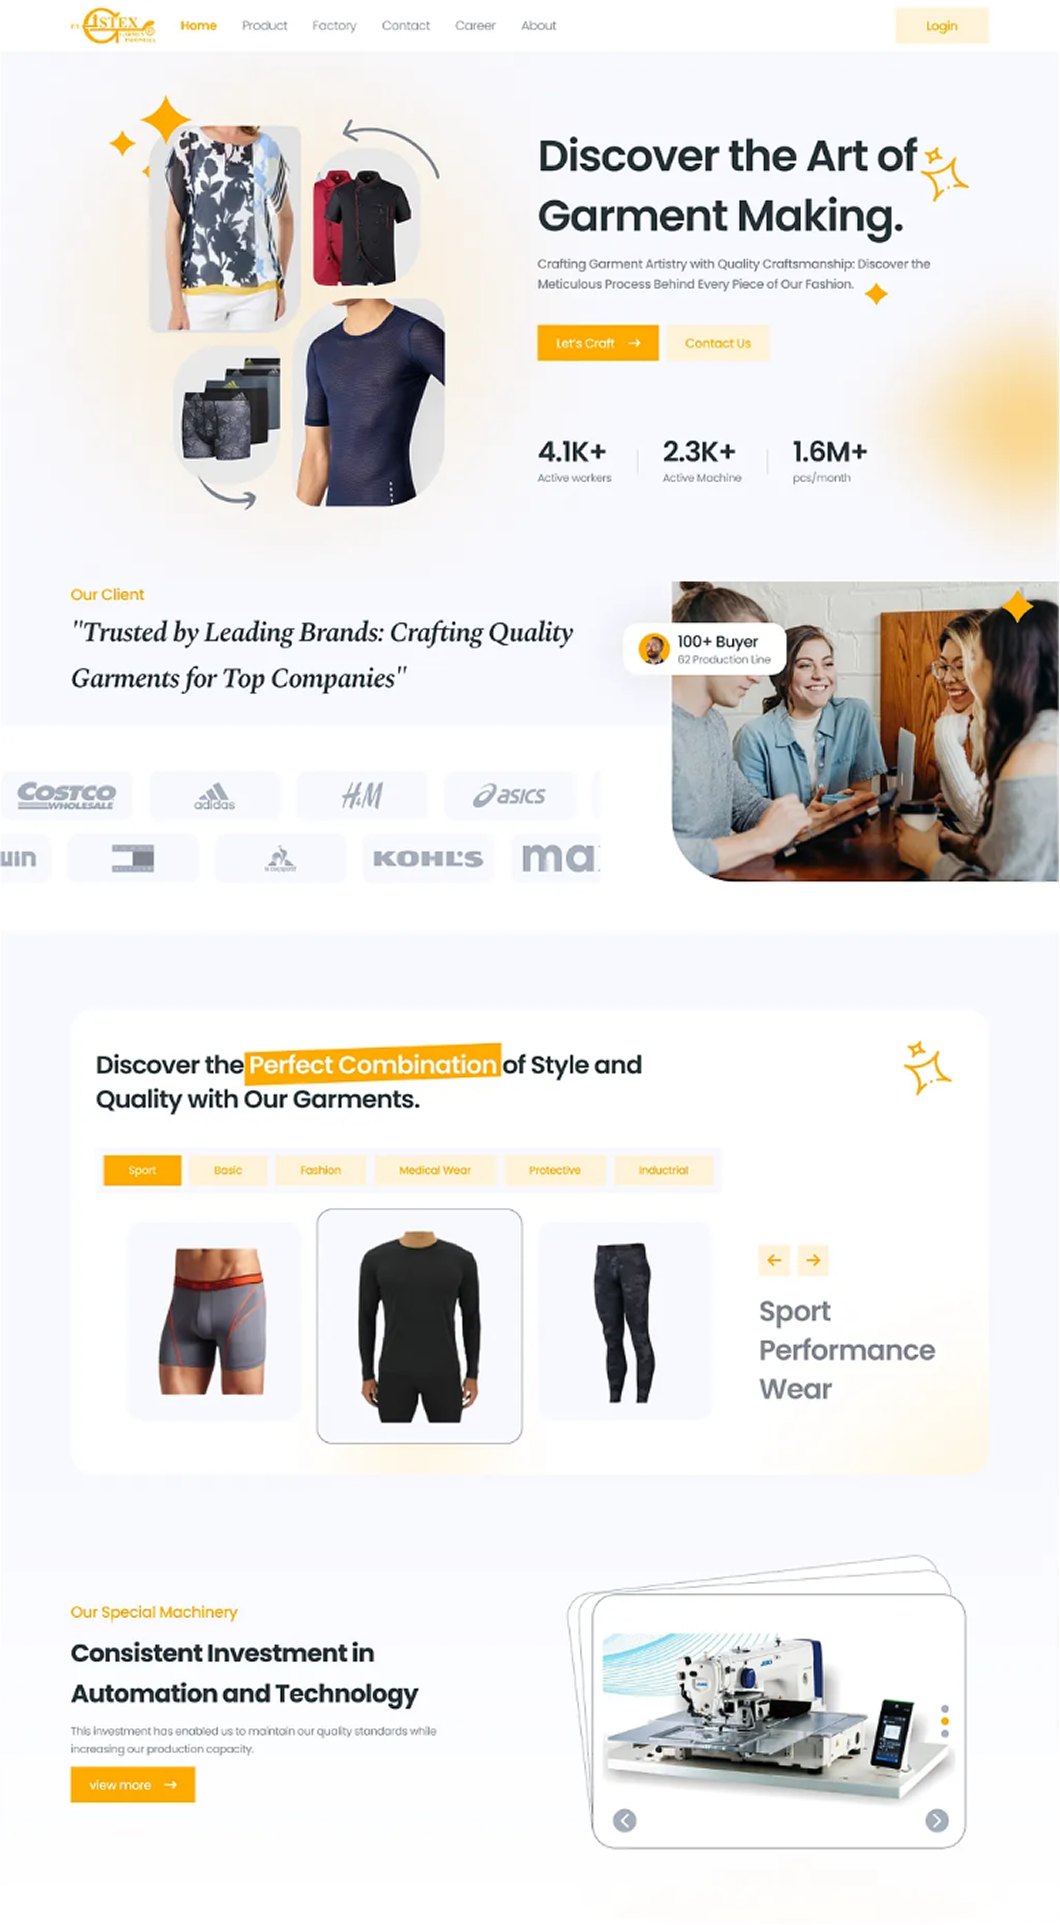 GISTEX
Home Product Factory Contact Career About
Login
Discover the Art of
Garment Making.
Crafting Garment Artistry with Quality Craftsmanship: Discover the
Meticulous Process Behind Every Piece of Our Fashion.
Let's Craft →
Contact Us
4.1K+ 2.3K+ 1.6M+
Active workers Active Machine pcs/month
Our Client
"Trusted by Leading Brands: Crafting Quality
Garments for Top Companies"
100+ Buyer
62 Production Line
COSTCO WHOLESALE adidas H&M asics
uin KOHL'S ma
Discover the Perfect Combination of Style and
Quality with Our Garments.
Sport Basic Fashion Medical Wear Protective Inductrial
Sport
Performance
Wear
Our Special Machinery
Consistent Investment in
Automation and Technology
This investment has enabled us to maintain our quality standards while
increasing our production capacity.
view more →
JUKI